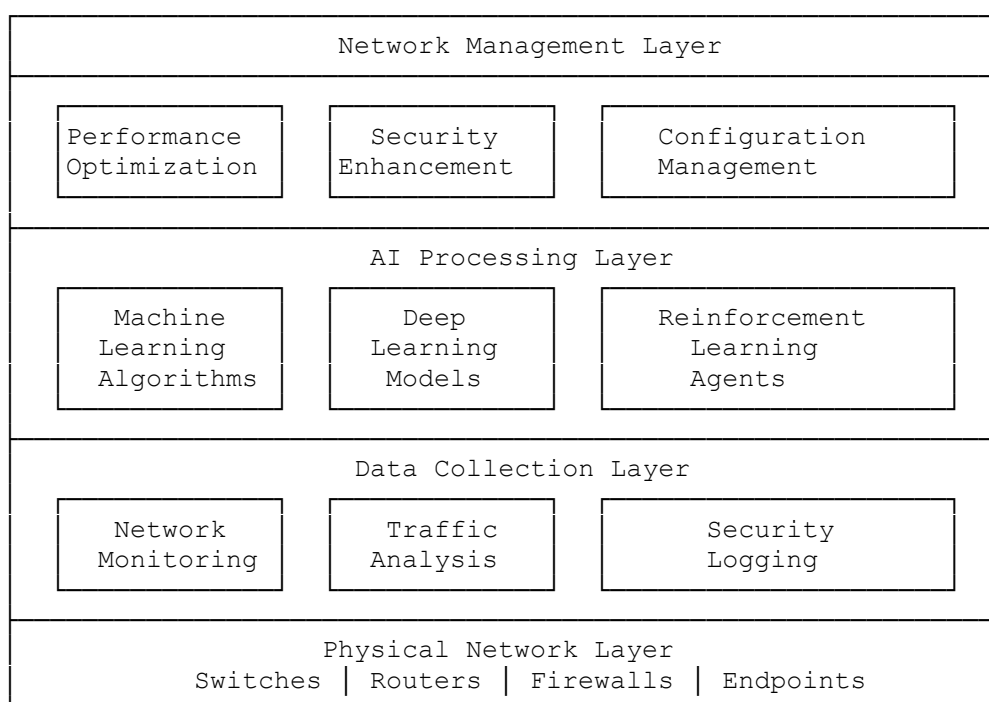 Network Management Layer
Performance Optimization
Security Enhancement
Configuration Management
AI Processing Layer
Machine Learning Algorithms
Deep Learning Models
Reinforcement Learning Agents
Data Collection Layer
Network Monitoring
Traffic Analysis
Security Logging
Physical Network Layer
Switches | Routers | Firewalls | Endpoints